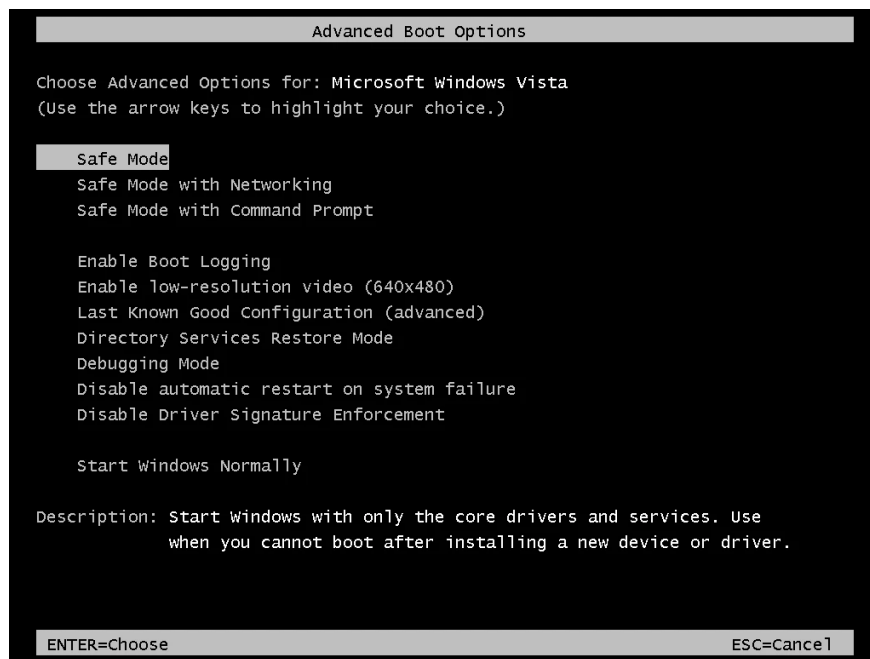 Advanced Boot Options
Choose Advanced Options for: Microsoft Windows Vista
(Use the arrow keys to highlight your choice.)
Safe Mode
Safe Mode with Networking
Safe Mode with Command Prompt
Enable Boot Logging
Enable low-resolution video (640x480)
Last Known Good Configuration (advanced)
Directory Services Restore Mode
Debugging Mode
Disable automatic restart on system failure
Disable Driver Signature Enforcement
Start Windows Normally
Description: Start Windows with only the core drivers and services. Use
when you cannot boot after installing a new device or driver.
ENTER=Choose ESC=Cancel